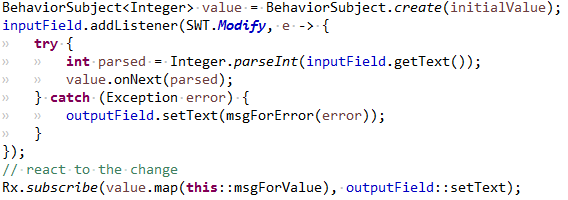 BehaviorSubject<Integer> value = BehaviorSubject.create(initialValue);
inputField.addListener(SWT.Modify, e -> {
    try {
        int parsed = Integer.parseInt(inputField.getText());
        value.onNext(parsed);
    } catch (Exception error) {
        outputField.setText(msgForError(error));
    }
});
// react to the change
Rx.subscribe(value.map(this::msgForValue), outputField::setText);